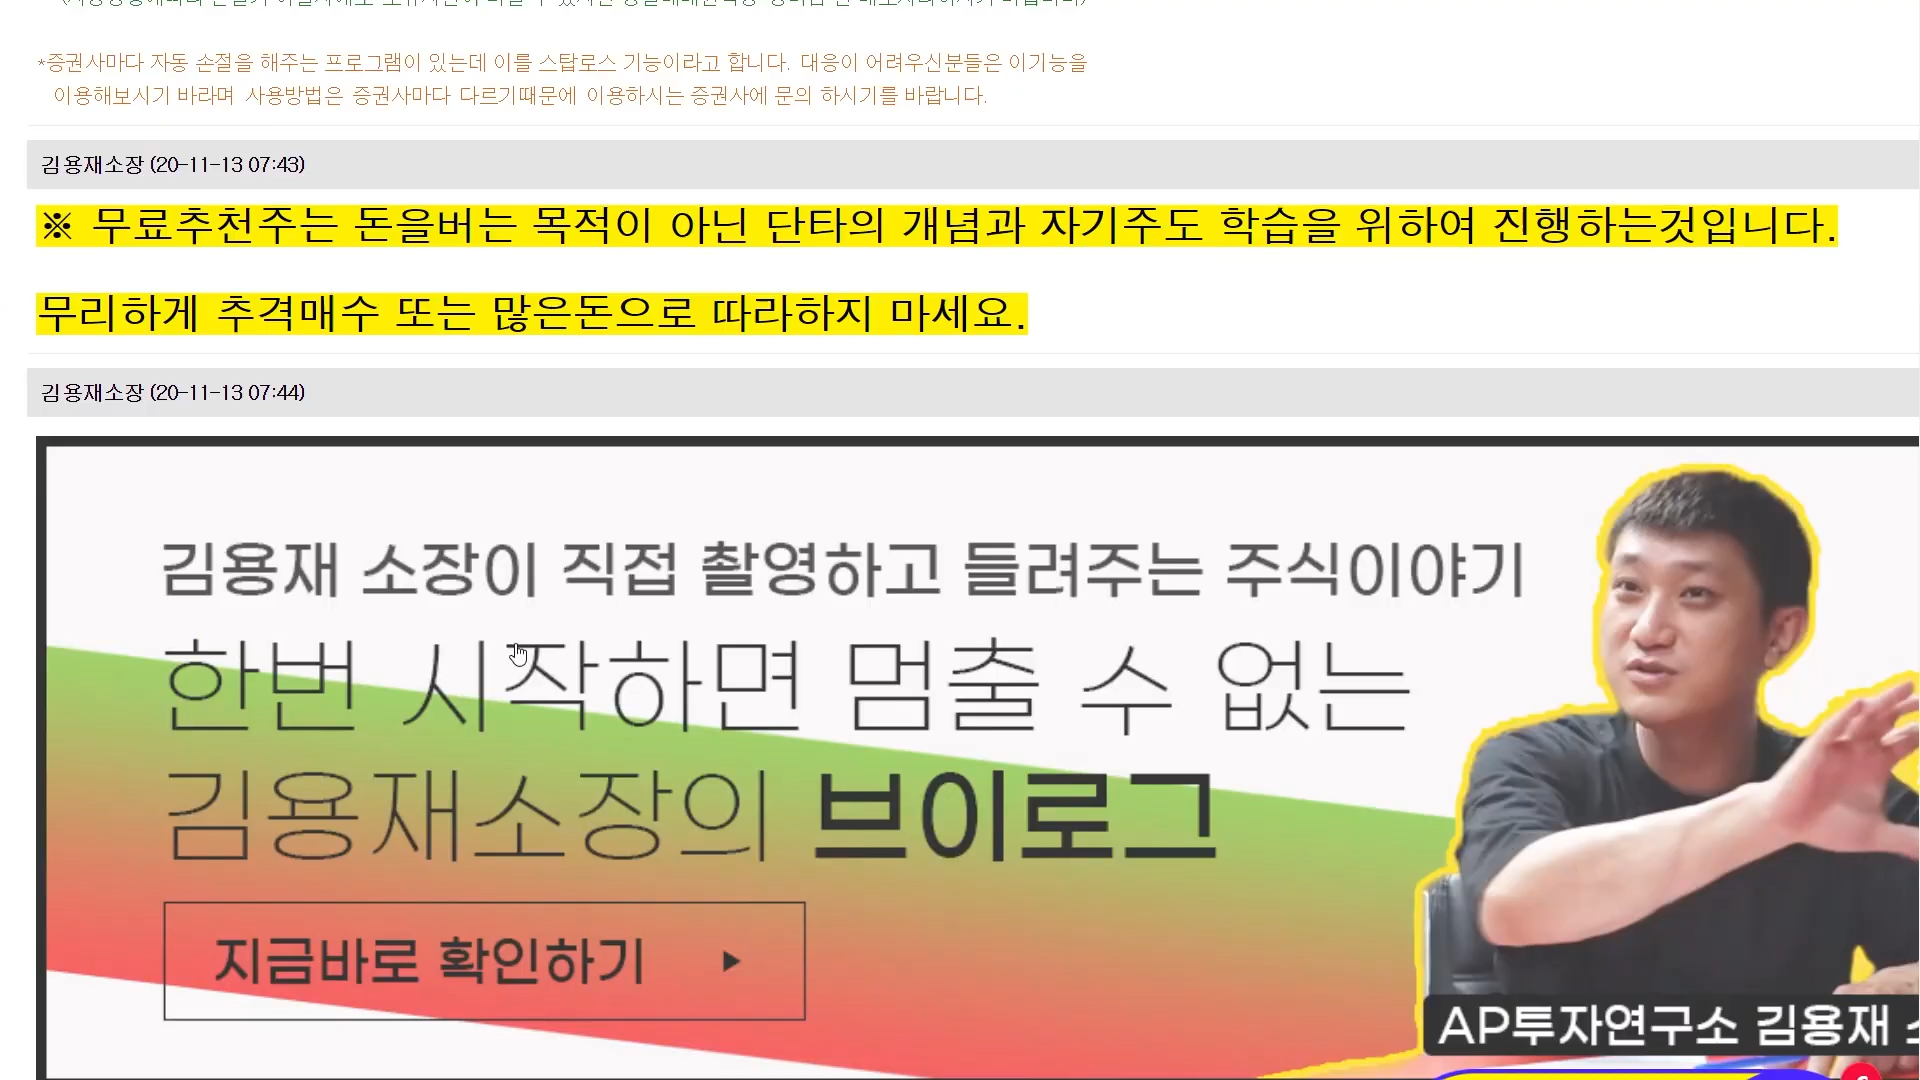 *증권사마다 자동 손절을 해주는 프로그램이 있는데 이를 스탑로스 기능이라고 합니다. 대응이 어려우신분들은 이기능을
이용해보시기 바라며 사용방법은 증권사마다 다르기때문에 이용하시는 증권사에 문의 하시기를 바랍니다.
김용재소장 (20-11-13 07:43)
※ 무료추천주는 돈을버는 목적이 아닌 단타의 개념과 자기주도 학습을 위하여 진행하는것입니다.
무리하게 추격매수 또는 많은돈으로 따라하지 마세요.
김용재소장 (20-11-13 07:44)
김용재 소장이 직접 촬영하고 들려주는 주식이야기
한번 시작하면 멈출 수 없는
김용재소장의 브이로그
지금바로 확인하기 ▶
AP투자연구소 김용재